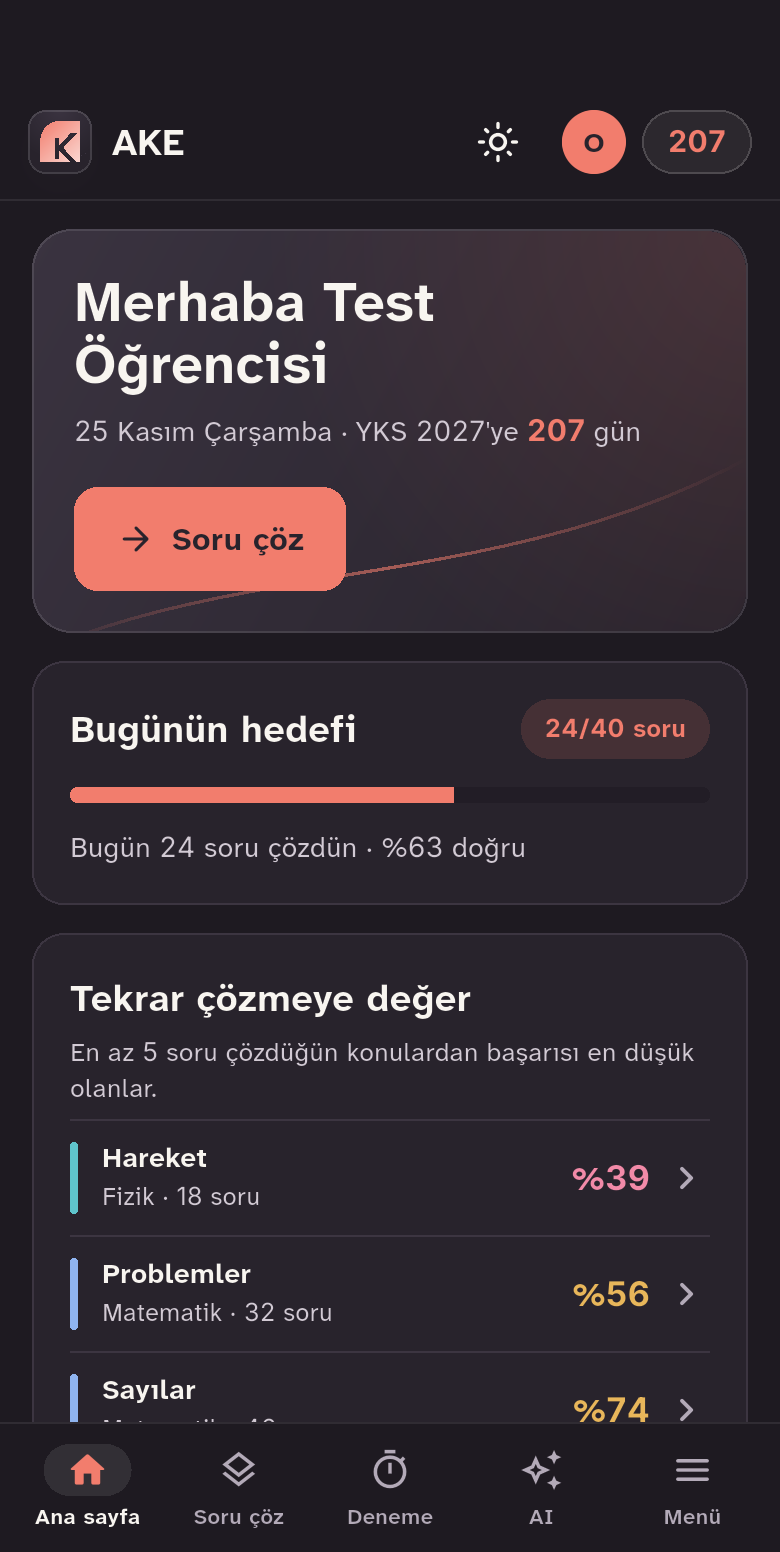 K AKE O 207
Merhaba Test
Öğrencisi
25 Kasım Çarşamba · YKS 2027'ye 207 gün
→ Soru çöz
Bugünün hedefi 24/40 soru
Bugün 24 soru çözdün · %63 doğru
Tekrar çözmeye değer
En az 5 soru çözdüğün konulardan başarısı en düşük
olanlar.
Hareket
Fizik · 18 soru %39
Problemler
Matematik · 32 soru %56
Sayılar
%74
Ana sayfa Soru çöz Deneme AI Menü